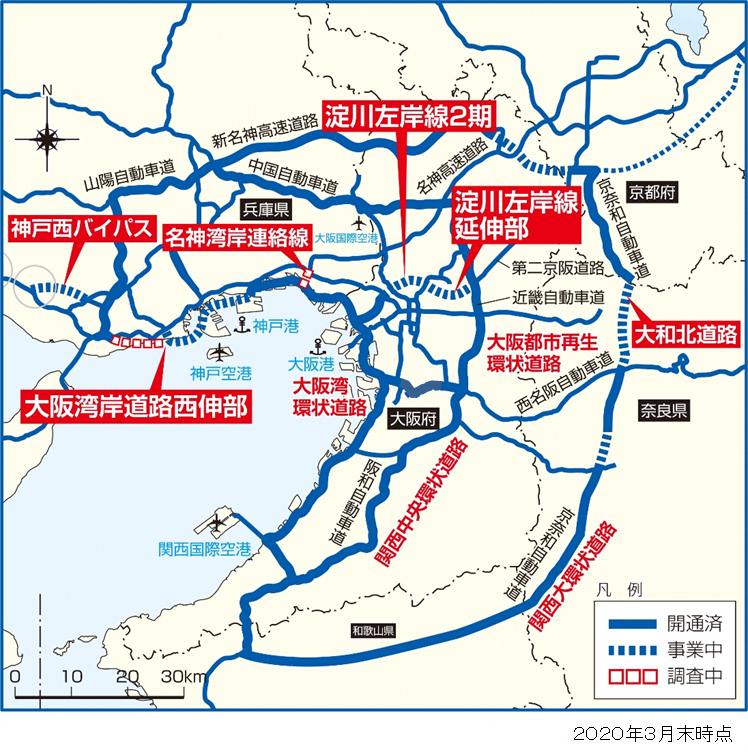 N
新名神高速道路
淀川左岸線2期
山陽自動車道
中国自動車道
名神高速道路
京都府
京奈和自動車道
兵庫県
淀川左岸線
延伸部
神戸西バイパス
名神湾岸連絡線
大阪国際空港
第二京阪道路
近畿自動車道
神戸港
神戸空港
大阪港
大阪都市再生
環状道路
大和北道路
大阪湾
環状道路
西名阪自動車道
大阪湾岸道路西伸部
大阪府
奈良県
阪和自動車道
関西中央環状道路
関西国際空港
京奈和自動車道
関西大環状道路
和歌山県
凡 例
開通済
事業中
調査中
0 10 20 30km
2020年3月末時点